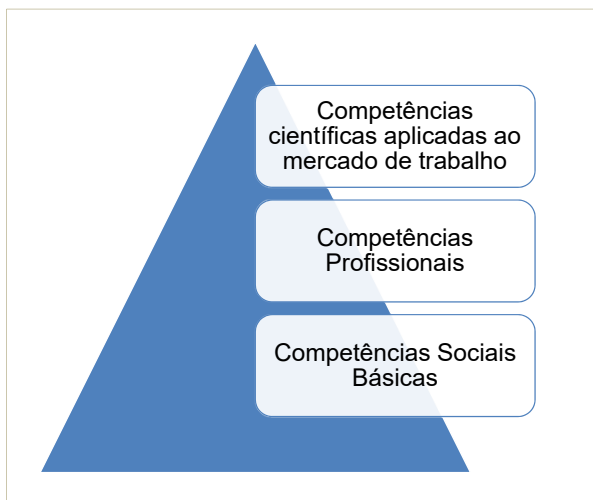 Competências
científicas aplicadas ao
mercado de trabalho
Competências
Profissionais
Competências Sociais
Básicas